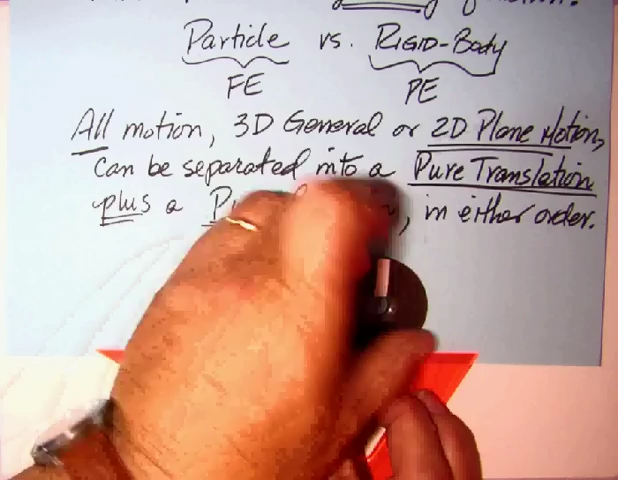 Particle vs. RIGID-Body
FE PE
All motion, 3D General or 2D Plane Motion,
can be separated into a Pure Translation
plus a , in either order.